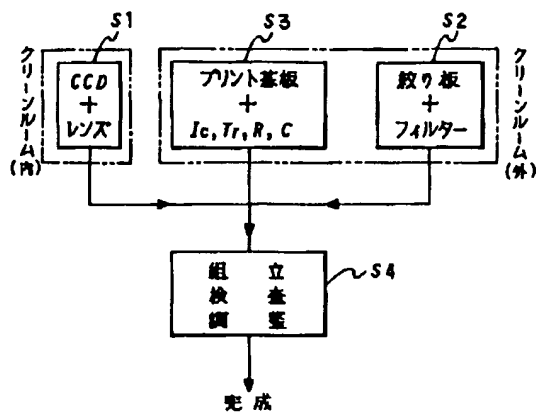 S1
S3
S2
クリーンルーム(内)
CCD
+
レンズ
プリント基板
+
Ic, Tr, R, C
絞り板
+
フィルター
クリーンルーム(外)
組立
検査
調整
S4
完成